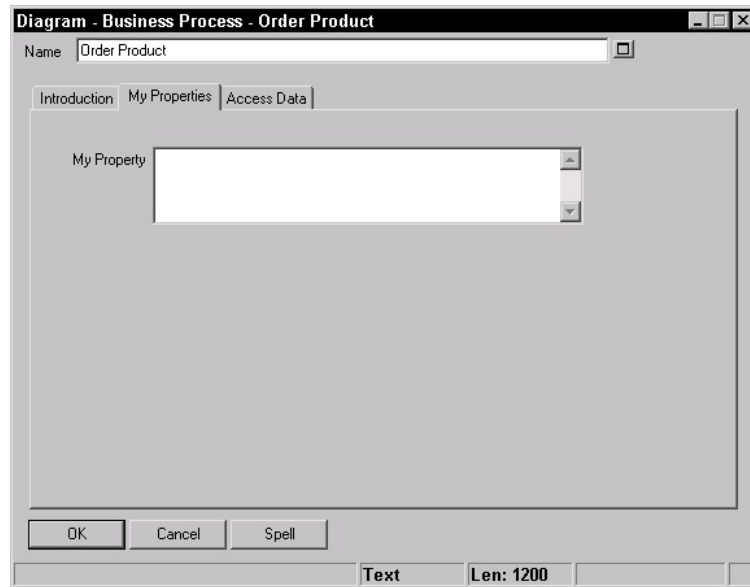 Diagram - Business Process - Order Product
Name Order Product
Introduction My Properties Access Data
My Property
OK Cancel Spell
Text Len: 1200